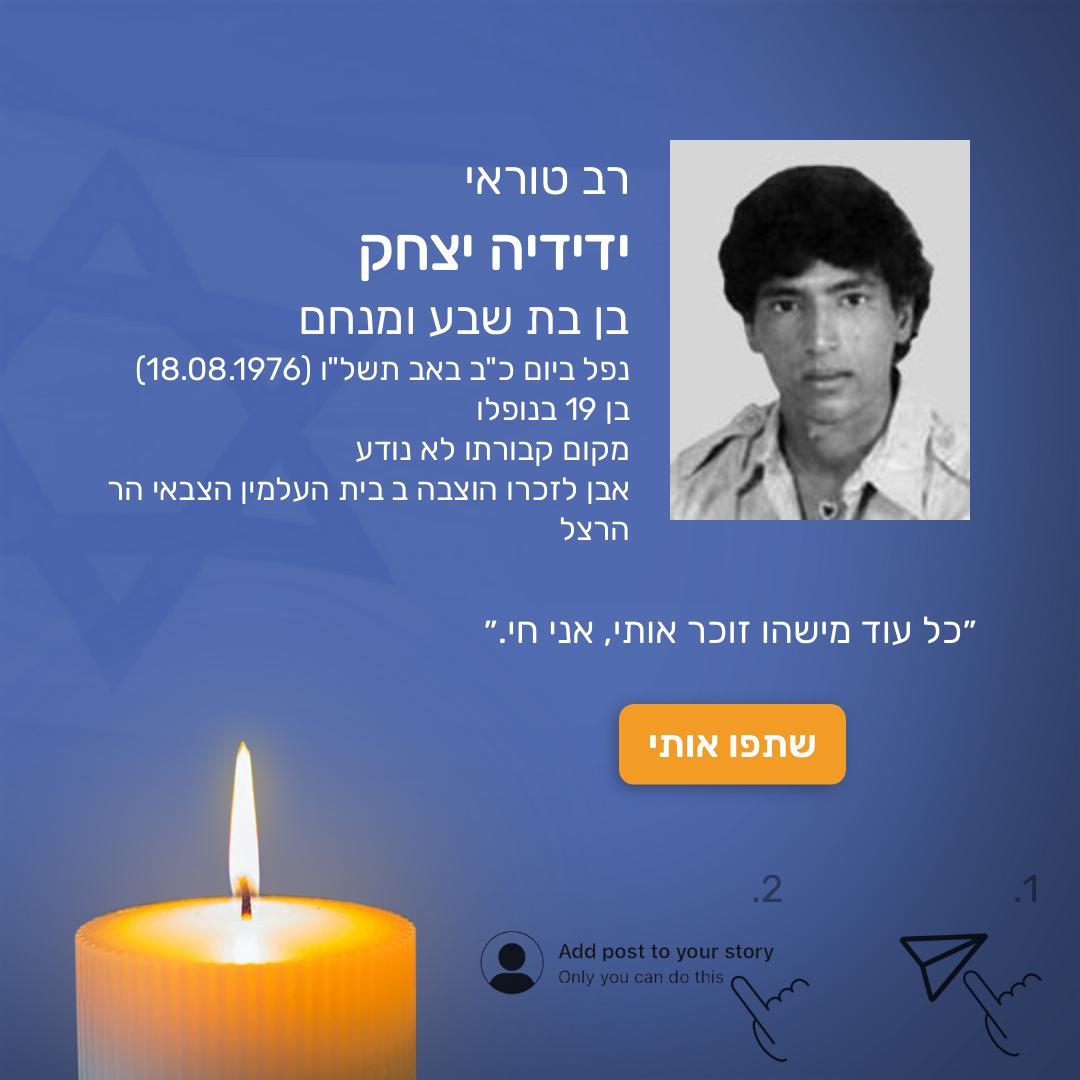 רב טוראי
ידידיה יצחק
בן בת שבע ומנחם
נפל ביום כ"ב באב תשל"ו (18.08.1976)
בן 19 בנופלו
מקום קבורתו לא נודע
אבן לזכרו הוצבה ב בית העלמין הצבאי הר
הרצל
״כל עוד מישהו זוכר אותי, אני חי.״
שתפו אותי
.1
.2
Add post to your story
Only you can do this